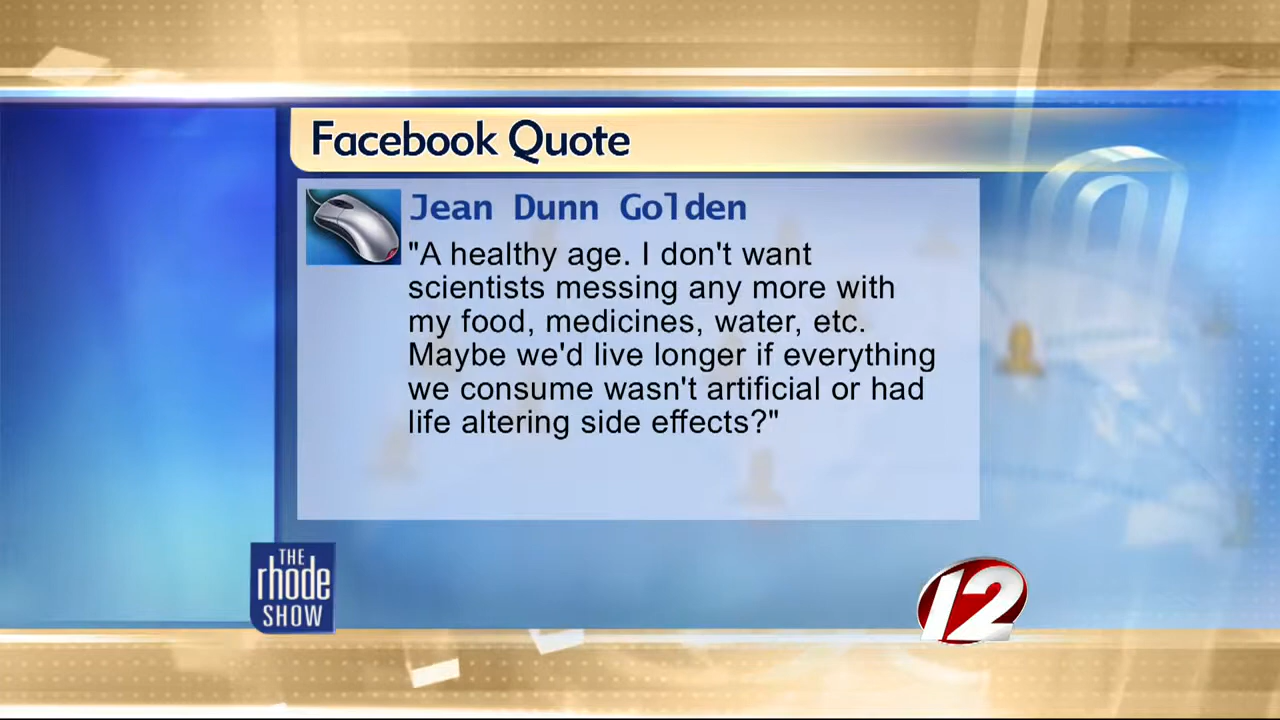 Facebook Quote
Jean Dunn Golden
"A healthy age. I don't want
scientists messing any more with
my food, medicines, water, etc.
Maybe we'd live longer if everything
we consume wasn't artificial or had
life altering side effects?"
THE
rhode
SHOW
12